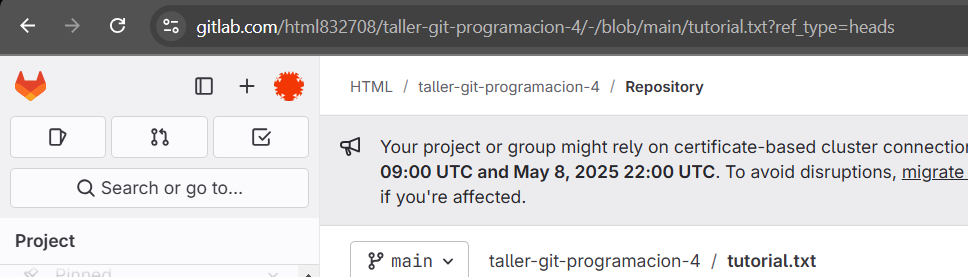 gitlab.com/html832708/taller-git-programacion-4/-/blob/main/tutorial.txt?ref_type=heads
HTML / taller-git-programacion-4 / Repository
Your project or group might rely on certificate-based cluster connection
09:00 UTC and May 8, 2025 22:00 UTC. To avoid disruptions, migrate
if you're affected.
Search or go to...
Project
Pinned
main
taller-git-programacion-4 / tutorial.txt